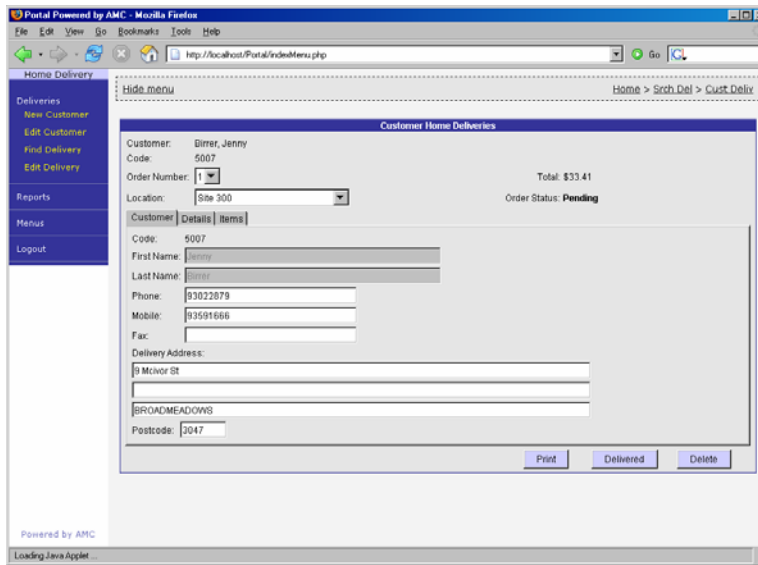 Portal Powered by AMC - Mozilla Firefox
File Edit View Go Bookmarks Tools Help
http://localhost/Portal/indexMenu.php Go
Home Delivery
Hide menu
Home > Srch Del > Cust Deliv
Deliveries
New Customer
Edit Customer
Find Delivery
Edit Delivery
Reports
Menus
Logout
Customer Home Deliveries
Customer: Birrer, Jenny
Code: 5007
Order Number: 1 Total: $33.41
Location: Site 300 Order Status: Pending
Customer Details Items
Code: 5007
First Name: Jenny
Last Name: Birrer
Phone: 93022879
Mobile: 93591666
Fax:
Delivery Address:
9 Mcivor St
BROADMEADOWS
Postcode: 3047
Print Delivered Delete
Powered by AMC
Loading Java Applet ...